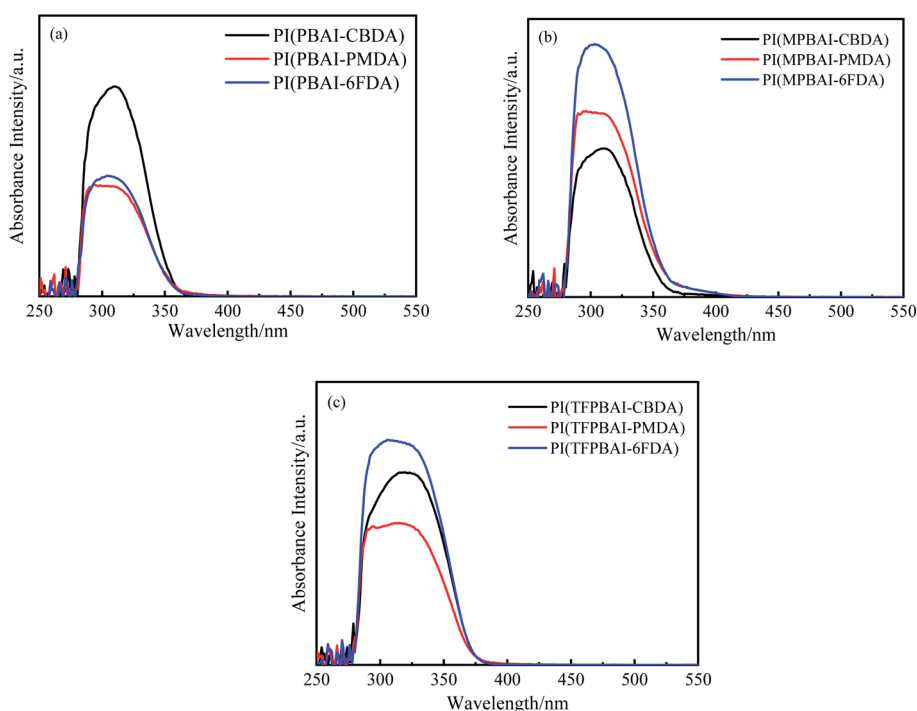 (a)
PI(PBAI-CBDA)
PI(PBAI-PMDA)
PI(PBAI-6FDA)
Absorbance Intensity/a.u.
250 300 350 400 450 500 550
Wavelength/nm
(b)
PI(MPBAI-CBDA)
PI(MPBAI-PMDA)
PI(MPBAI-6FDA)
Absorbance Intensity/a.u.
250 300 350 400 450 500 550
Wavelength/nm
(c)
PI(TFPBAI-CBDA)
PI(TFPBAI-PMDA)
PI(TFPBAI-6FDA)
Absorbance Intensity/a.u.
250 300 350 400 450 500 550
Wavelength/nm